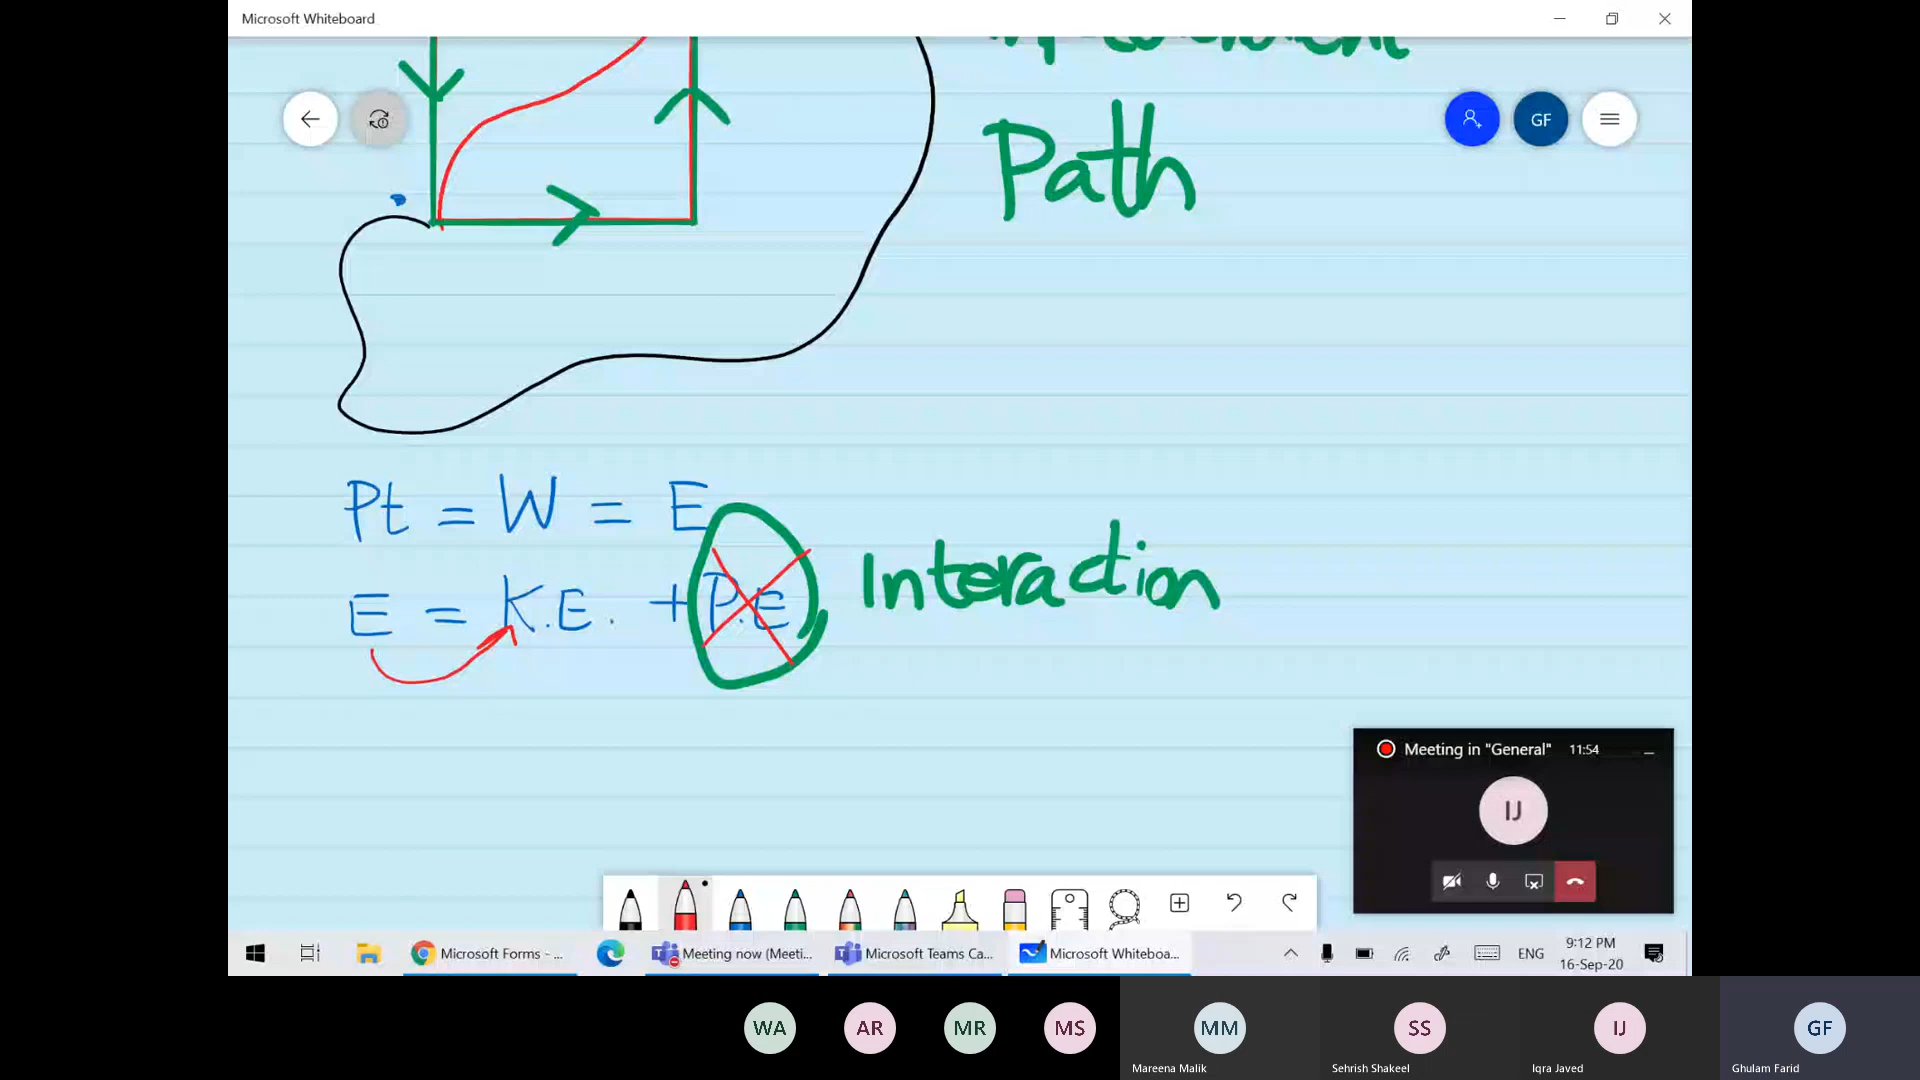 Microsoft Whiteboard
Path
GF
Pt = W = E
E = K.E. + P.E, Interaction
Meeting in "General" 11:54
IJ
Microsoft Forms - ...
Meeting now (Meeti...
Microsoft Teams Ca...
Microsoft Whiteboa...
ENG
9:12 PM
16-Sep-20
WA
AR
MR
MS
MM
SS
IJ
GF
Mareena Malik
Sehrish Shakeel
Iqra Javed
Ghulam Farid